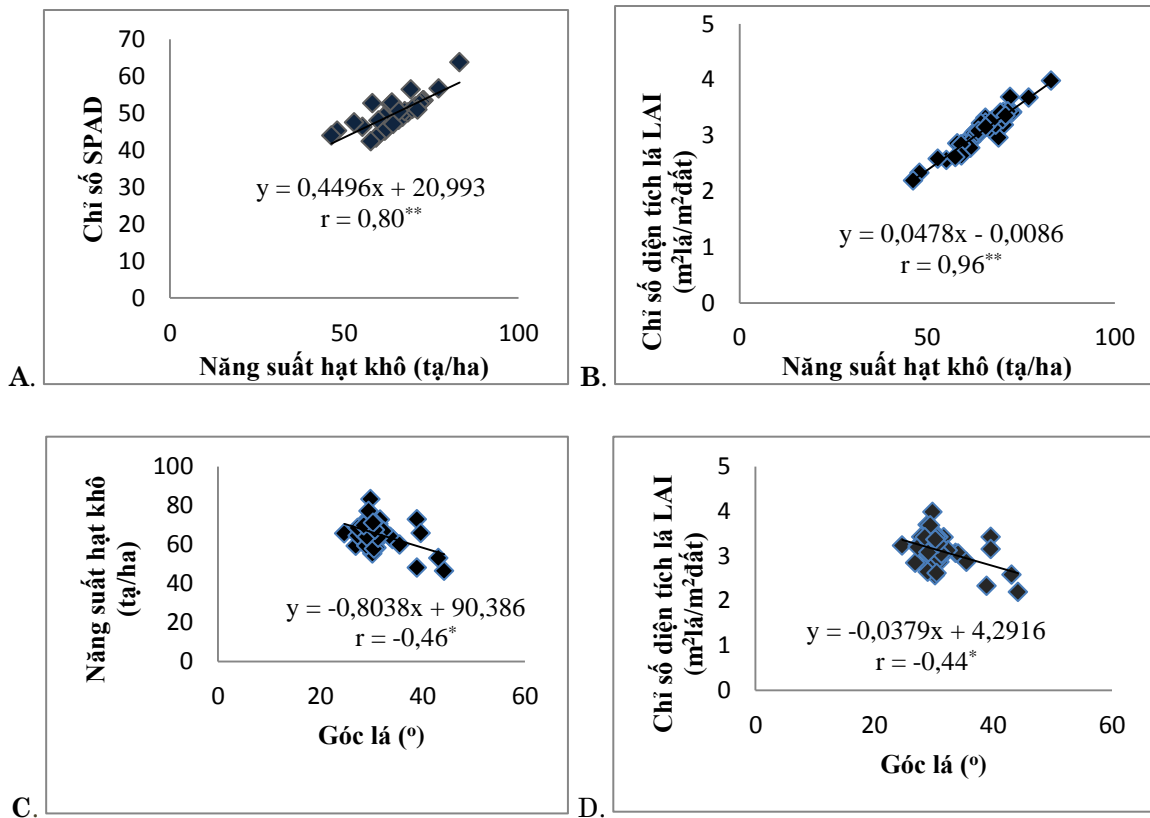 70
60
50
40
30
20
10
0
Chỉ số SPAD
y = 0,4496x + 20,993
r = 0,80**
0 50 100
Năng suất hạt khô (tạ/ha)
A.
5
4
3
2
1
0
Chỉ số diện tích lá LAI
(m²lá/m²đất)
y = 0,0478x - 0,0086
r = 0,96**
0 50 100
Năng suất hạt khô (tạ/ha)
B.
100
80
60
40
20
0
Năng suất hạt khô
(tạ/ha)
y = -0,8038x + 90,386
r = -0,46*
0 20 40 60
Góc lá (º)
C.
5
4
3
2
1
0
Chỉ số diện tích lá LAI
(m²lá/m²đất)
y = -0,0379x + 4,2916
r = -0,44*
0 20 40 60
Góc lá (º)
D.